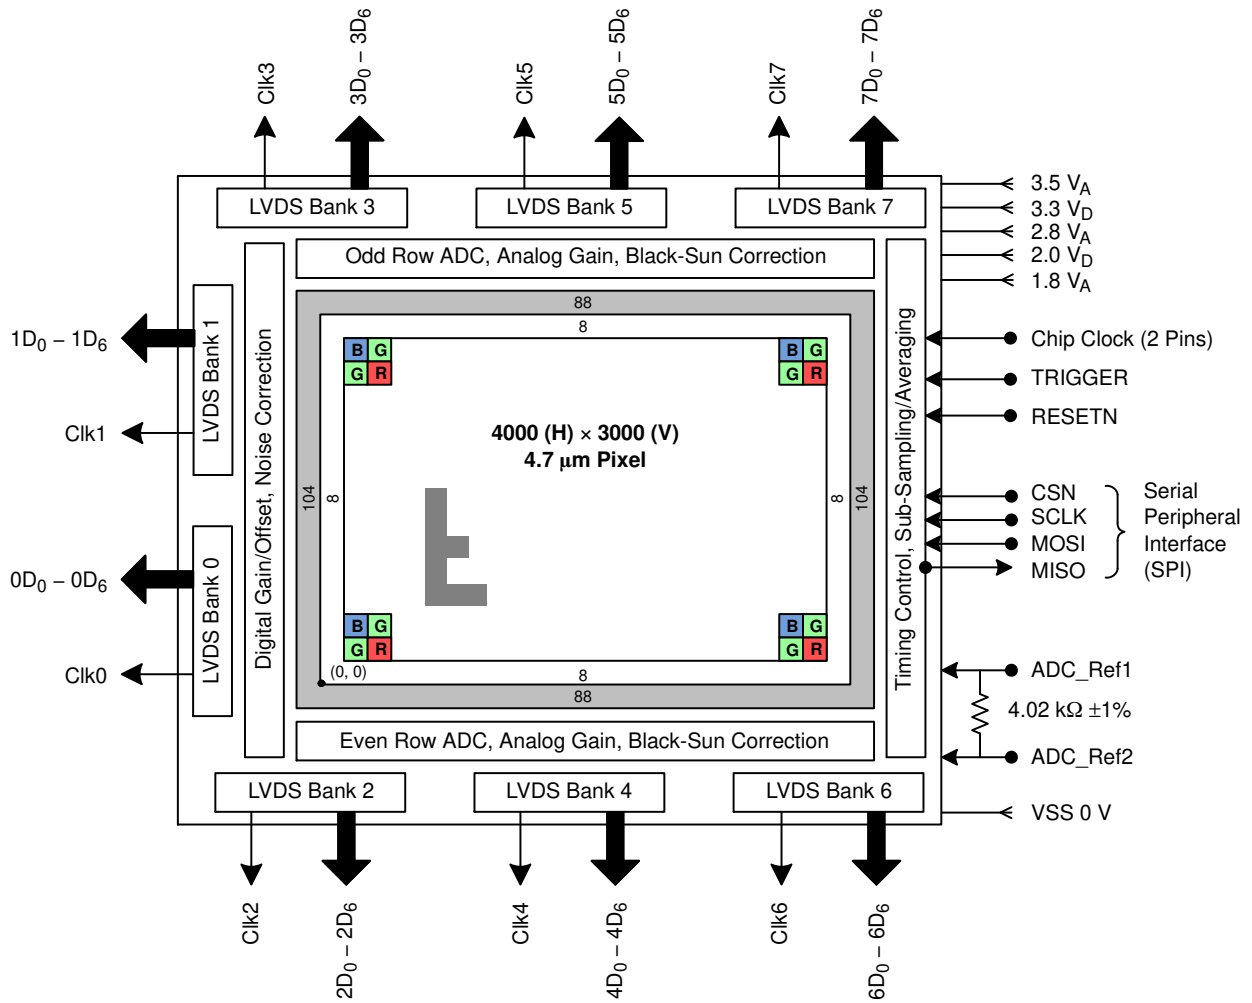 Clk3
3D0 – 3D6
Clk5
5D0 – 5D6
Clk7
7D0 – 7D6
LVDS Bank 3
LVDS Bank 5
LVDS Bank 7
3.5 VA
3.3 VD
2.8 VA
2.0 VD
1.8 VA
Odd Row ADC, Analog Gain, Black-Sun Correction
88
8
1D0 – 1D6
LVDS Bank 1
Clk1
Digital Gain/Offset, Noise Correction
B G
G R
B G
G R
4000 (H) × 3000 (V)
4.7 μm Pixel
104
8
8
104
Timing Control, Sub-Sampling/Averaging
Chip Clock (2 Pins)
TRIGGER
RESETN
CSN
SCLK
MOSI
MISO
Serial
Peripheral
Interface
(SPI)
0D0 – 0D6
LVDS Bank 0
Clk0
B G
G R
B G
G R
(0, 0)
8
88
ADC_Ref1
4.02 kΩ ±1%
ADC_Ref2
Even Row ADC, Analog Gain, Black-Sun Correction
LVDS Bank 2
LVDS Bank 4
LVDS Bank 6
VSS 0 V
Clk2
2D0 – 2D6
Clk4
4D0 – 4D6
Clk6
6D0 – 6D6